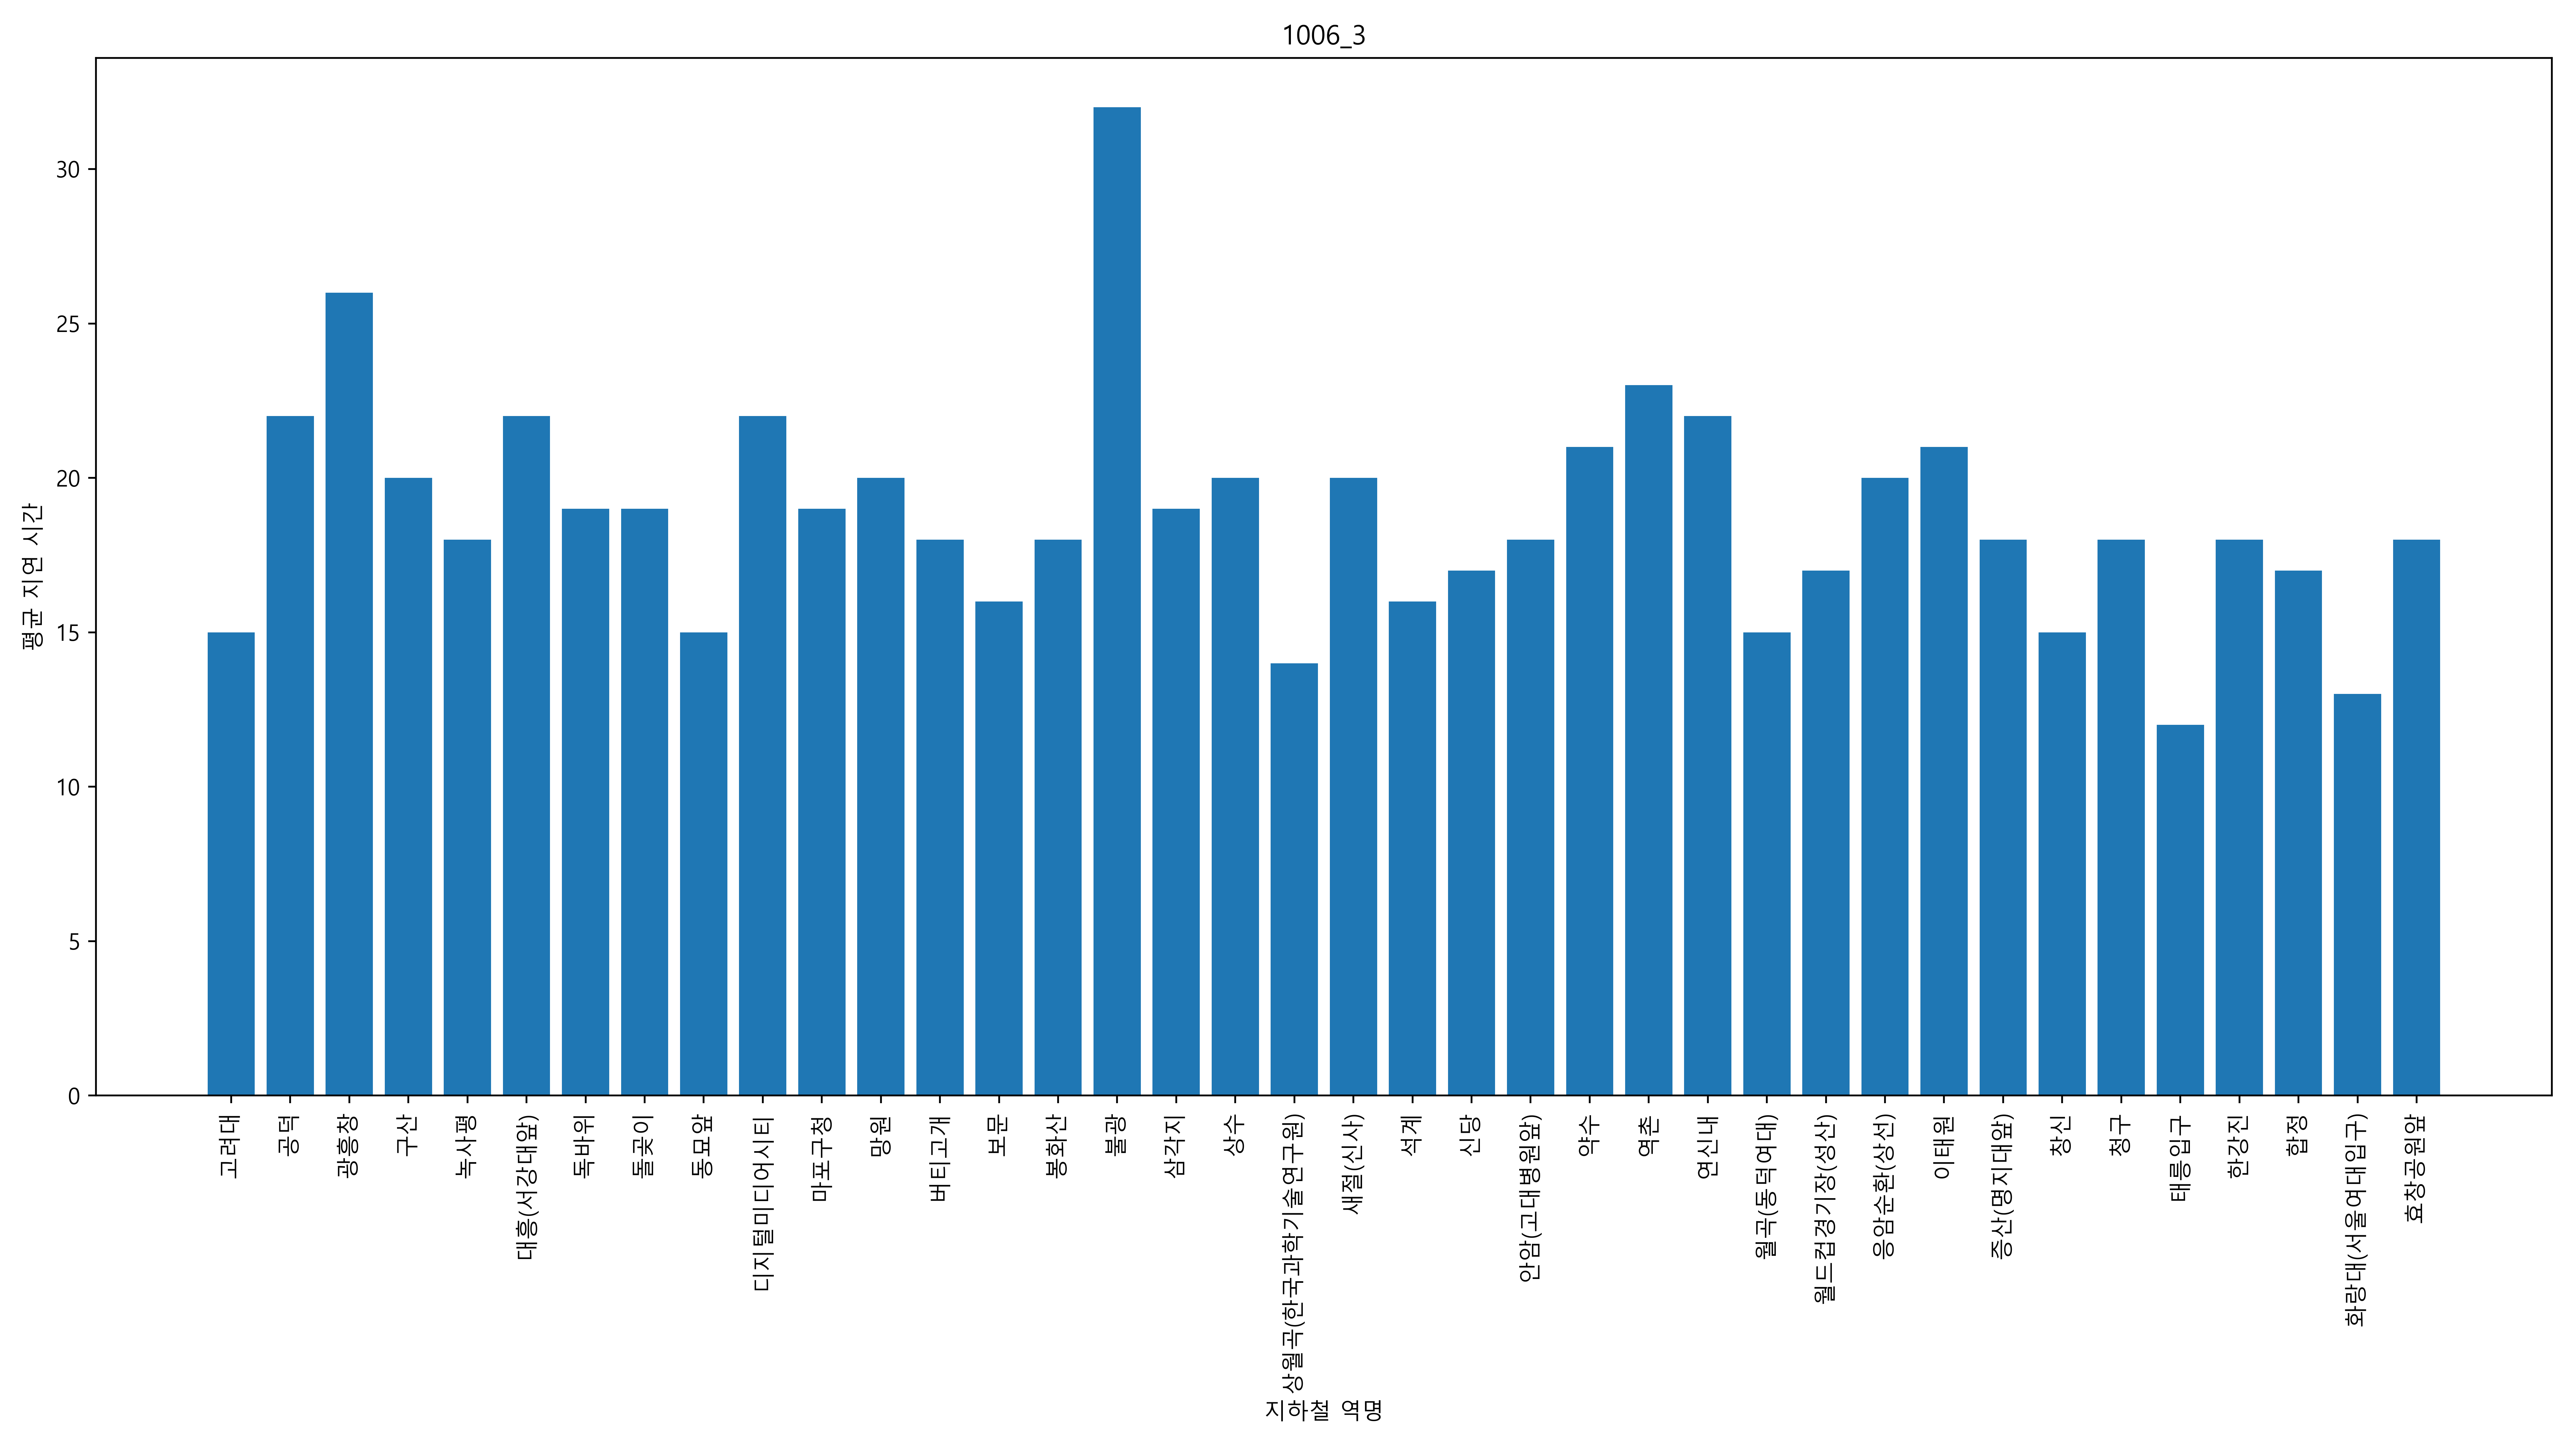 1006_3
평균 지연 시간
30
25
20
15
10
5
0
고려대
공덕
광흥창
구산
녹사평
대흥(서강대앞)
독바위
돌곶이
동묘앞
디지털미디어시티
마포구청
망원
버티고개
보문
봉화산
불광
삼각지
상수
상월곡(한국과학기술연구원)
새절(신사)
석계
신당
안암(고대병원앞)
약수
역촌
연신내
월곡(동덕여대)
월드컵경기장(성산)
응암순환(상선)
이태원
증산(명지대앞)
창신
청구
태릉입구
한강진
합정
화랑대(서울여대입구)
효창공원앞
지하철 역명